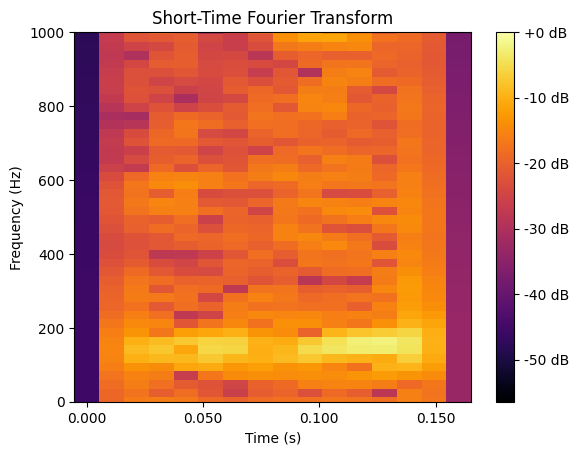 Short-Time Fourier Transform
1000
800
600
400
200
0
Frequency (Hz)
0.000
0.050
0.100
0.150
Time (s)
+0 dB
-10 dB
-20 dB
-30 dB
-40 dB
-50 dB